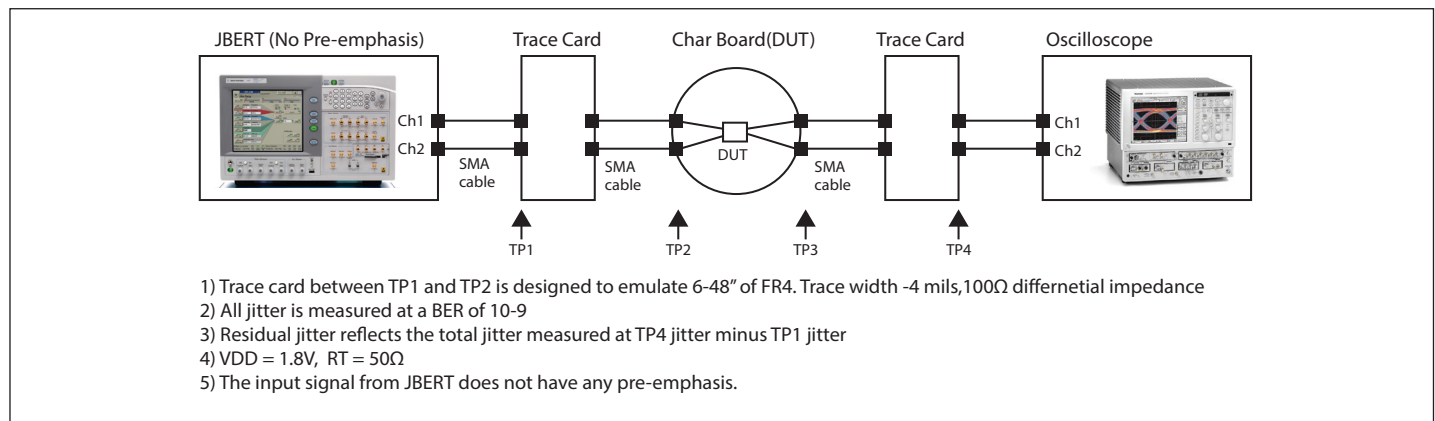 JBERT (No Pre-emphasis)
Trace Card
Char Board(DUT)
Trace Card
Oscilloscope
Ch1
Ch2
SMA
cable
SMA
cable
DUT
SMA
cable
Ch1
Ch2
TP1
TP2
TP3
TP4
1) Trace card between TP1 and TP2 is designed to emulate 6-48” of FR4. Trace width -4 mils,100Ω differnetial impedance
2) All jitter is measured at a BER of 10-9
3) Residual jitter reflects the total jitter measured at TP4 jitter minus TP1 jitter
4) VDD = 1.8V, RT = 50Ω
5) The input signal from JBERT does not have any pre-emphasis.